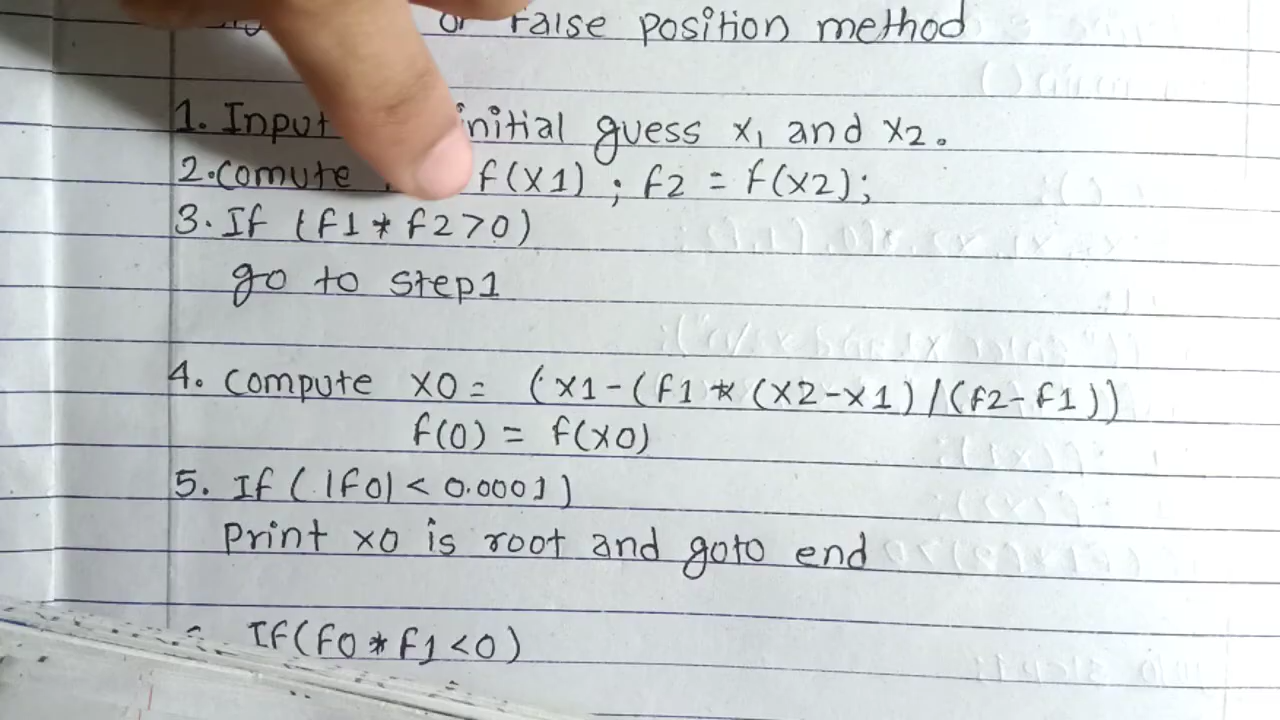 or False position method
1. Input initial guess x1 and x2.
2.comute f(x1) ; f2 = f(x2);
3. If (f1 * f2 > 0)
go to step1
4. compute x0 = (x1-(f1 * (x2-x1)/(f2-f1))
f(0) = f(x0)
5. If (|f0| < 0.0001)
Print x0 is root and goto end
If(f0 * f1 < 0)